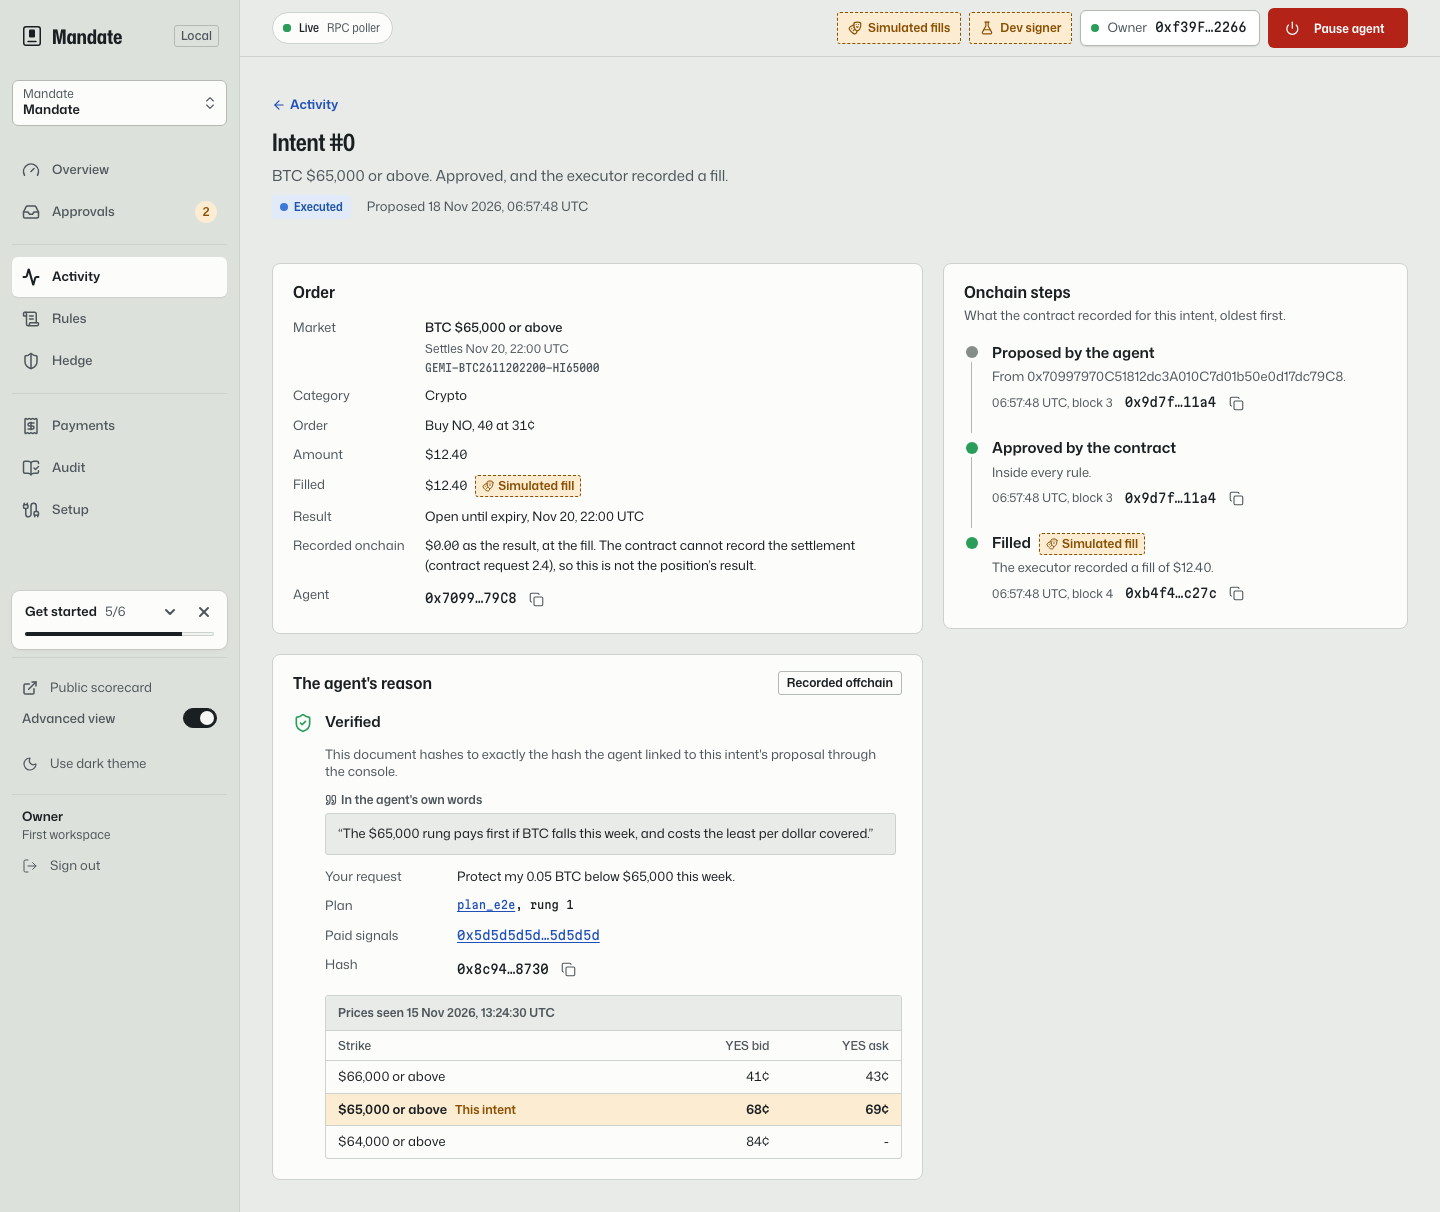 Mandate
Local
Mandate
Mandate
Overview
Approvals 2
Activity
Rules
Hedge
Payments
Audit
Setup
Get started 5/6
Public scorecard
Advanced view
Use dark theme
Owner
First workspace
Sign out
Live RPC poller
Simulated fills
Dev signer
Owner 0xf39F…2266
Pause agent
← Activity
Intent #0
BTC $65,000 or above. Approved, and the executor recorded a fill.
Executed
Proposed 18 Nov 2026, 06:57:48 UTC
Order
Market BTC $65,000 or above
Settles Nov 20, 22:00 UTC
GEMI-BTC2611202200-HI65000
Category Crypto
Order Buy NO, 40 at 31¢
Amount $12.40
Filled $12.40 Simulated fill
Result Open until expiry, Nov 20, 22:00 UTC
Recorded onchain $0.00 as the result, at the fill. The contract cannot record the settlement
(contract request 2.4), so this is not the position's result.
Agent 0x7099…79C8
Onchain steps
What the contract recorded for this intent, oldest first.
Proposed by the agent
From 0x70997970C51812dc3A010C7d01b50e0d17dc79C8.
06:57:48 UTC, block 3 0x9d7f…11a4
Approved by the contract
Inside every rule.
06:57:48 UTC, block 3 0x9d7f…11a4
Filled Simulated fill
The executor recorded a fill of $12.40.
06:57:48 UTC, block 4 0xb4f4…c27c
The agent's reason
Recorded offchain
Verified
This document hashes to exactly the hash the agent linked to this intent's proposal through
the console.
In the agent's own words
“The $65,000 rung pays first if BTC falls this week, and costs the least per dollar covered.”
Your request Protect my 0.05 BTC below $65,000 this week.
Plan plan_e2e, rung 1
Paid signals 0x5d5d5d5d…5d5d5d
Hash 0x8c94…8730
Prices seen 15 Nov 2026, 13:24:30 UTC
Strike YES bid YES ask
$66,000 or above 41¢ 43¢
$65,000 or above This intent 68¢ 69¢
$64,000 or above 84¢ -